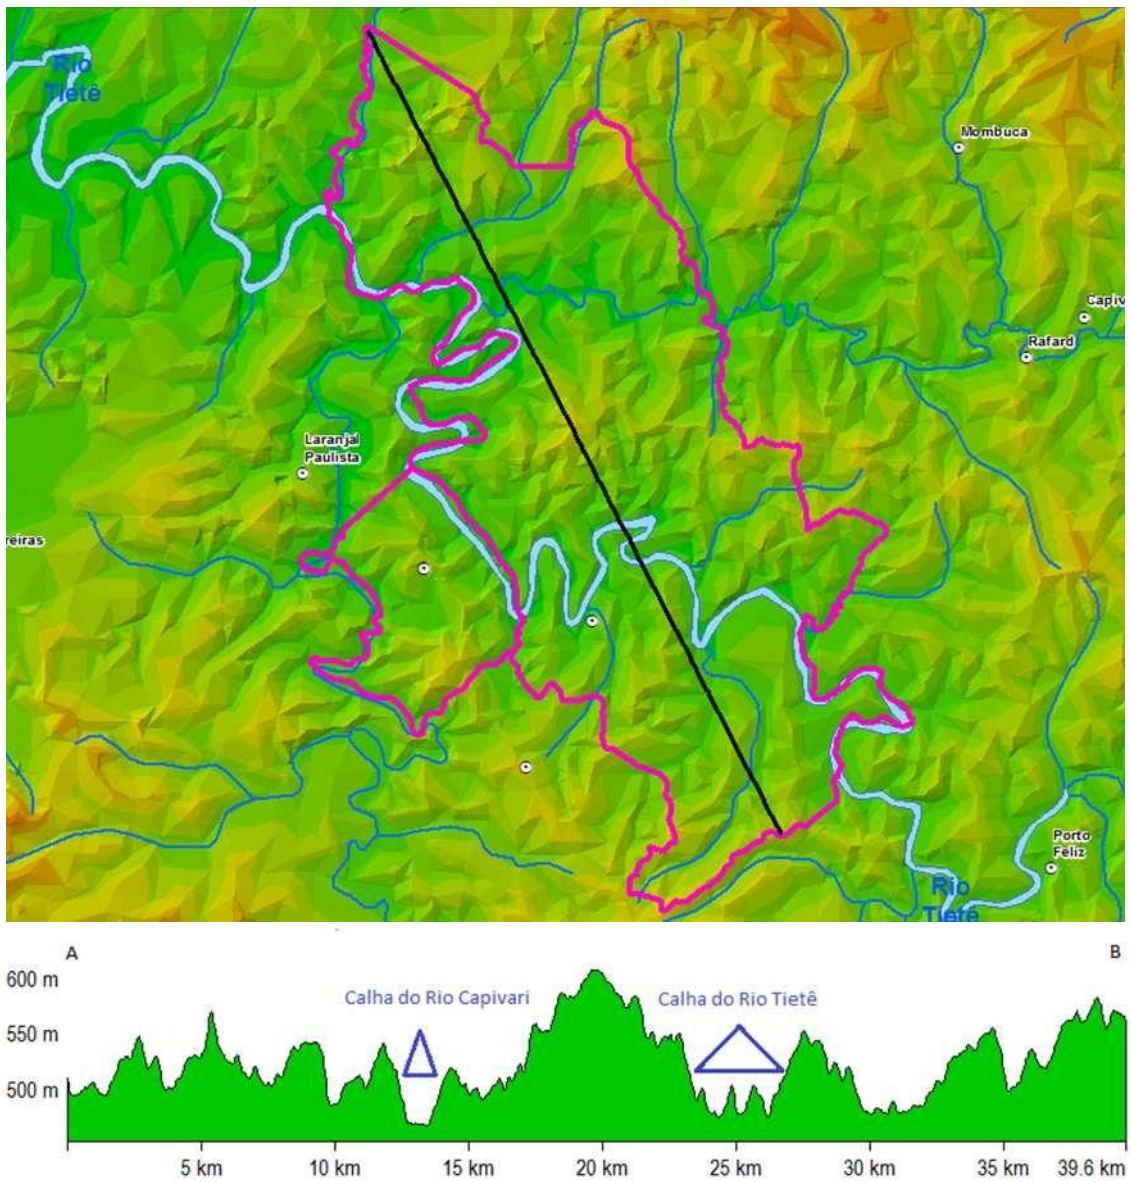 Rio
Tietê
Mombuca
Capiv
Rafard
Laranjal
Paulista
reiras
Porto
Feliz
Rio
Tietê
A
B
600 m
Calha do Rio Capivari
Calha do Rio Tietê
550 m
500 m
5 km
10 km
15 km
20 km
25 km
30 km
35 km
39.6 km